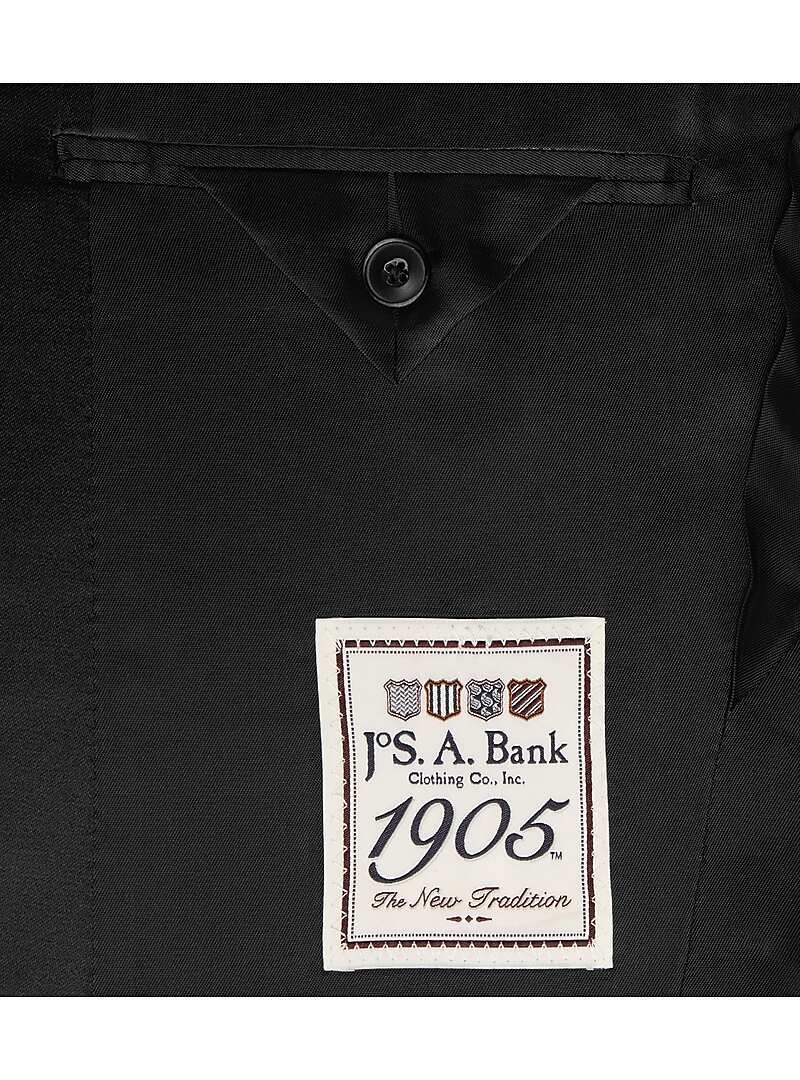 JoS. A. Bank
Clothing Co., Inc.
1905™
The New Tradition